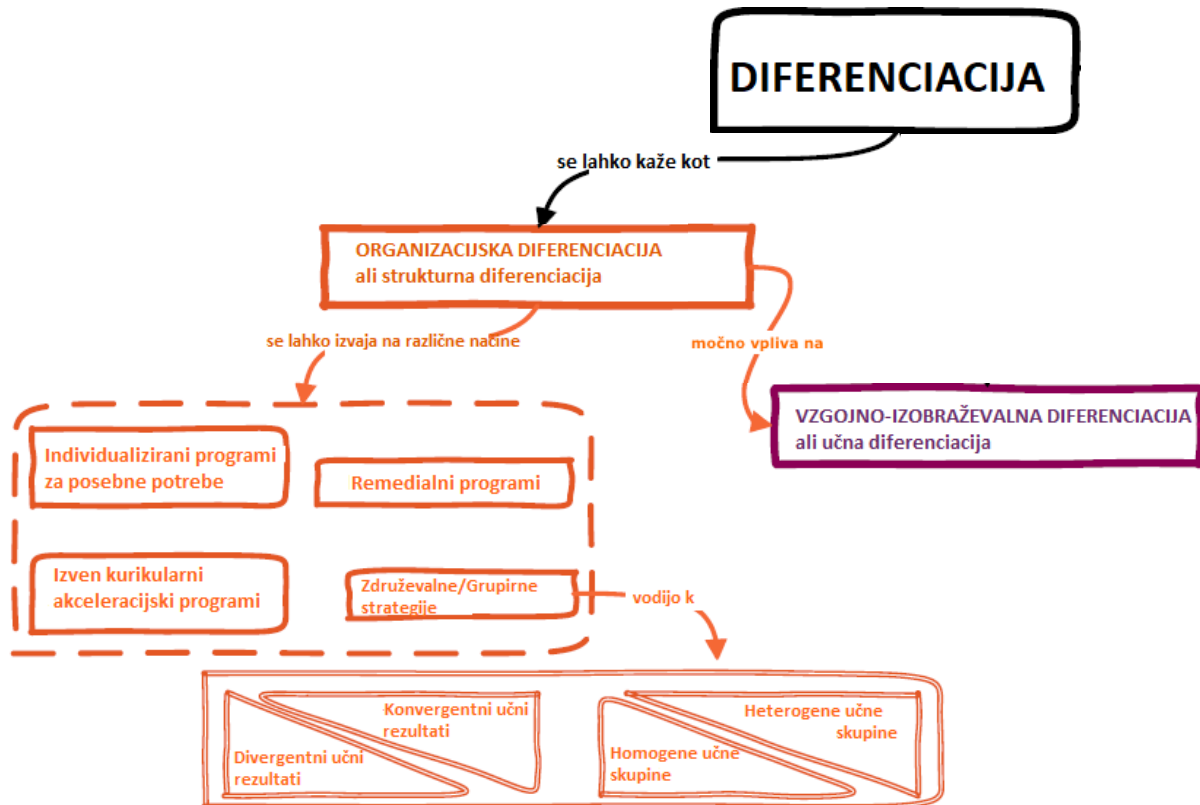 DIFERENCIACIJA
se lahko kaže kot
ORGANIZACIJSKA DIFERENCIACIJA
ali strukturna diferenciacija
se lahko izvaja na različne načine
močno vpliva na
VZGOJNO-IZOBRAŽEVALNA DIFERENCIACIJA
ali učna diferenciacija
Individualizirani programi
za posebne potrebe
Remedialni programi
Izven kurikularni
akceleracijski programi
Združevalne/Grupirne
strategije
vodijo k
Konvergentni učni
rezultati
Divergentni učni
rezultati
Heterogene učne
skupine
Homogene učne
skupine